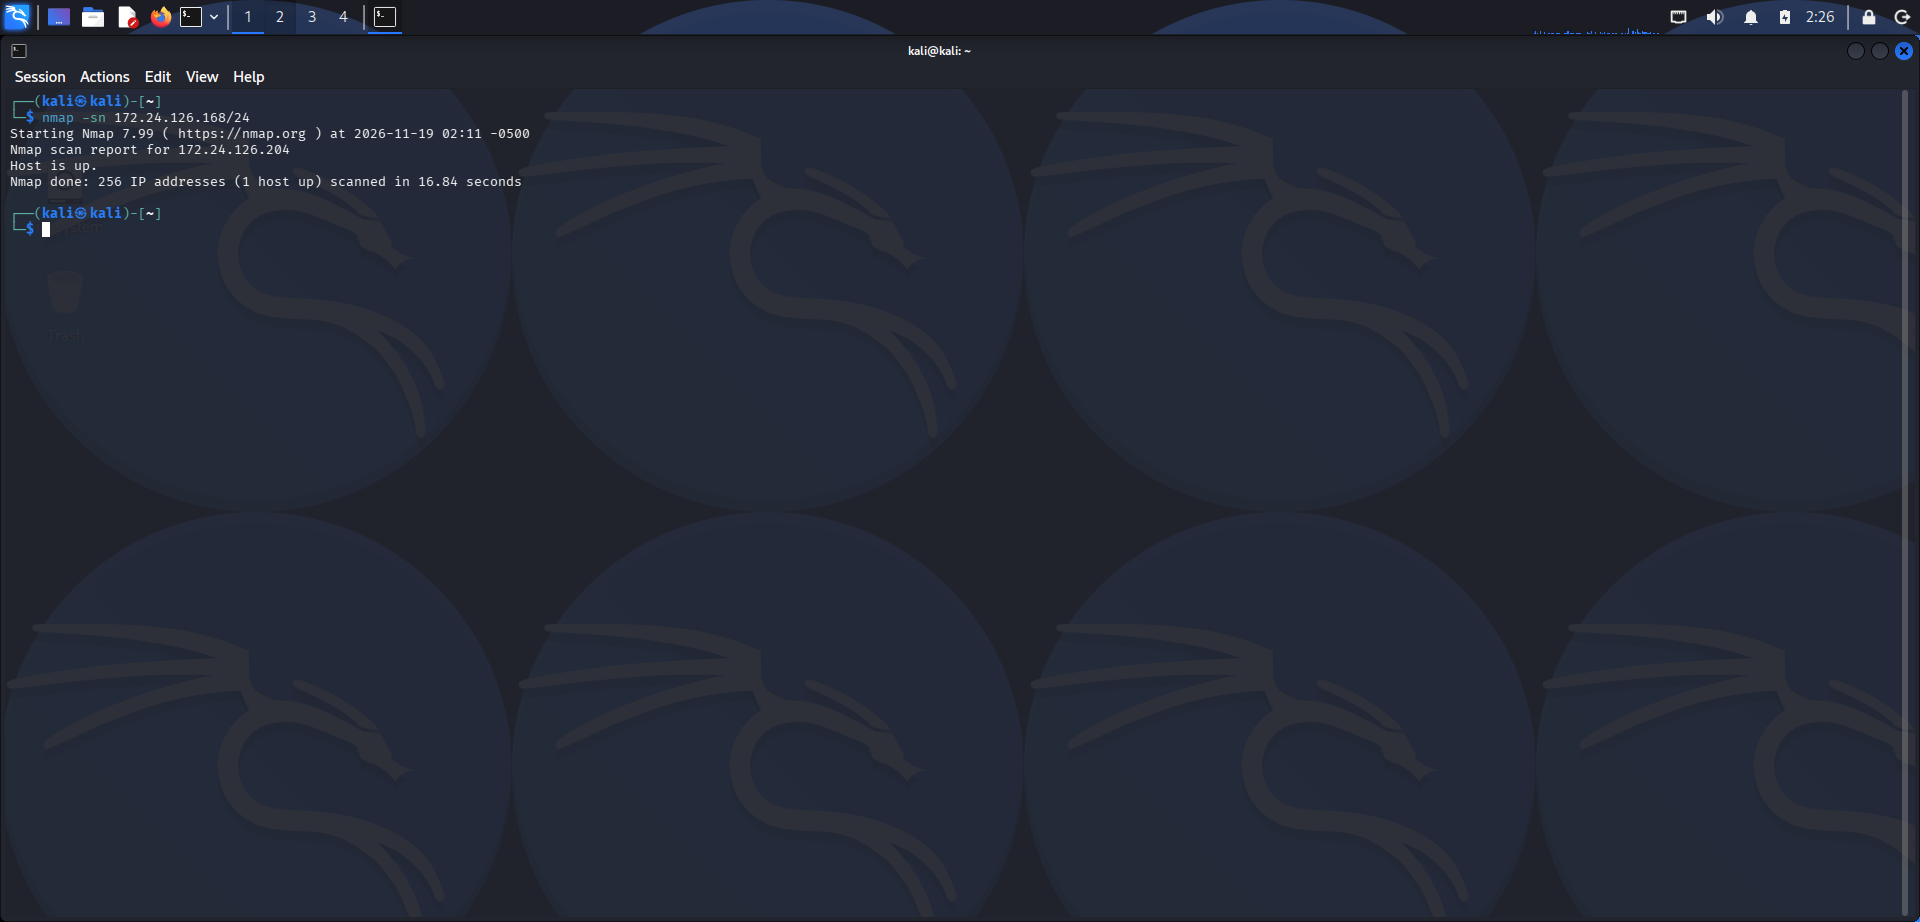 1 2 3 4
2:26
kali@kali: ~
Session Actions Edit View Help
┌──(kali㉿kali)-[~]
└─$ nmap -sn 172.24.126.168/24
Starting Nmap 7.99 ( https://nmap.org ) at 2026-11-19 02:11 -0500
Nmap scan report for 172.24.126.204
Host is up.
Nmap done: 256 IP addresses (1 host up) scanned in 16.84 seconds
┌──(kali㉿kali)-[~]
└─$
Trash